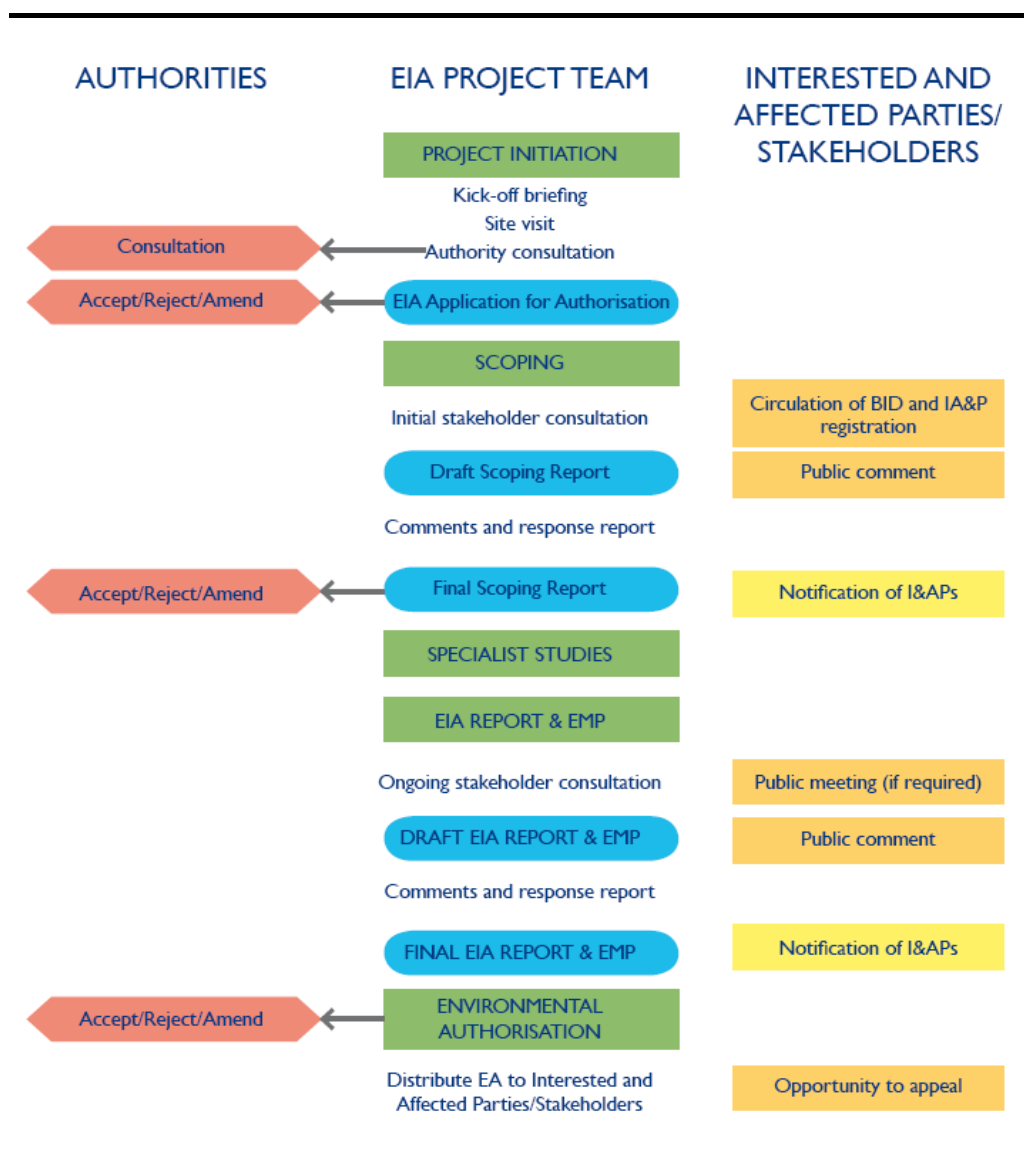 AUTHORITIES
EIA PROJECT TEAM
INTERESTED AND
AFFECTED PARTIES/
STAKEHOLDERS
PROJECT INITIATION
Kick-off briefing
Site visit
Consultation
Authority consultation
Accept/Reject/Amend
EIA Application for Authorisation
SCOPING
Initial stakeholder consultation
Circulation of BID and IA&P
registration
Draft Scoping Report
Public comment
Comments and response report
Accept/Reject/Amend
Final Scoping Report
Notification of I&APs
SPECIALIST STUDIES
EIA REPORT & EMP
Ongoing stakeholder consultation
Public meeting (if required)
DRAFT EIA REPORT & EMP
Public comment
Comments and response report
FINAL EIA REPORT & EMP
Notification of I&APs
Accept/Reject/Amend
ENVIRONMENTAL
AUTHORISATION
Distribute EA to Interested and
Affected Parties/Stakeholders
Opportunity to appeal